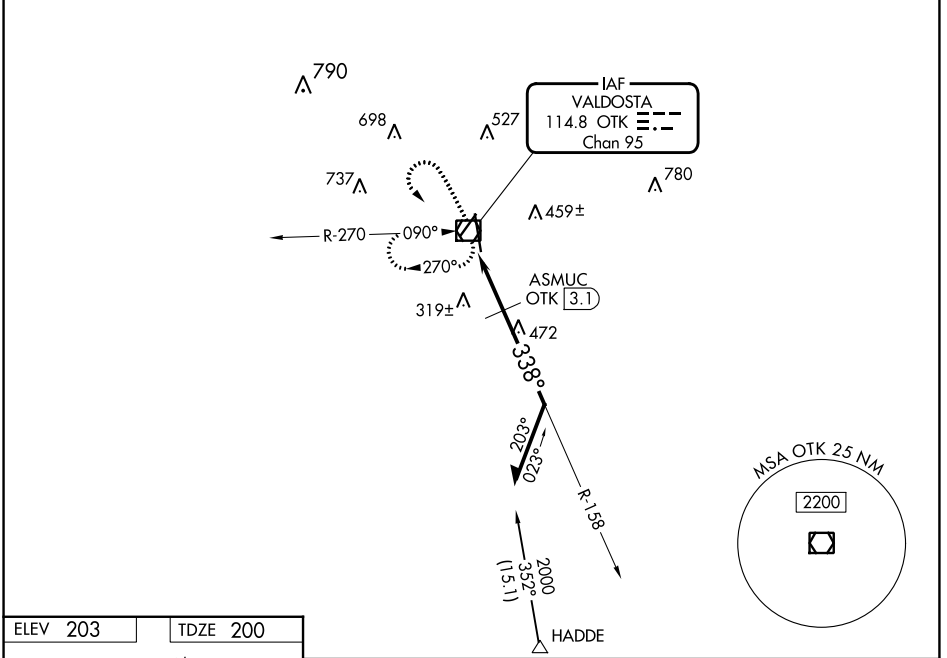 790
IAF
VALDOSTA
114.8 OTK
Chan 95
698
527
737
780
459±
R-270
090°
270°
ASMUC
OTK 3.1
319±
472
338°
203°
023°
R-158
MSA OTK 25 NM
2200
2000
352°
(15.1)
HADDE
ELEV 203
TDZE 200